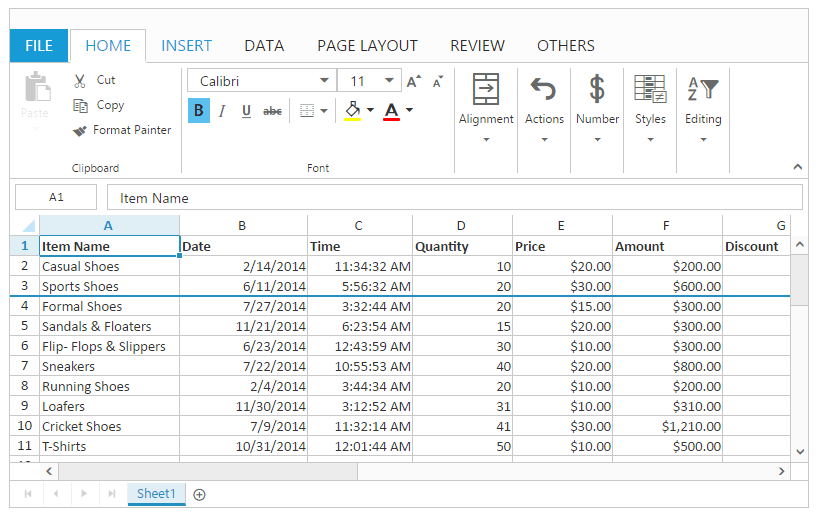 FILE HOME INSERT DATA PAGE LAYOUT REVIEW OTHERS
Paste
Cut
Copy
Format Painter
Clipboard
Calibri 11 A A
B I U abc A
Font
Alignment Actions Number Styles Editing
A1 Item Name
A B C D E F G
1 Item Name Date Time Quantity Price Amount Discount
2 Casual Shoes 2/14/2014 11:34:32 AM 10 $20.00 $200.00
3 Sports Shoes 6/11/2014 5:56:32 AM 20 $30.00 $600.00
4 Formal Shoes 7/27/2014 3:32:44 AM 20 $15.00 $300.00
5 Sandals & Floaters 11/21/2014 6:23:54 AM 15 $20.00 $300.00
6 Flip- Flops & Slippers 6/23/2014 12:43:59 AM 30 $10.00 $300.00
7 Sneakers 7/22/2014 10:55:53 AM 40 $20.00 $800.00
8 Running Shoes 2/4/2014 3:44:34 AM 20 $10.00 $200.00
9 Loafers 11/30/2014 3:12:52 AM 31 $10.00 $310.00
10 Cricket Shoes 7/9/2014 11:32:14 AM 41 $30.00 $1,210.00
11 T-Shirts 10/31/2014 12:01:44 AM 50 $10.00 $500.00
Sheet1